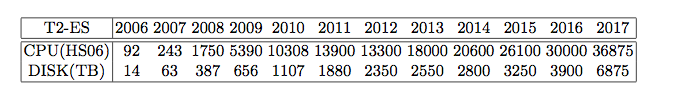 T2-ES 2006 2007 2008 2009 2010 2011 2012 2013 2014 2015 2016 2017
CPU(HS06) 92 243 1750 5390 10308 13900 13300 18000 20600 26100 30000 36875
DISK(TB) 14 63 387 656 1107 1880 2350 2550 2800 3250 3900 6875